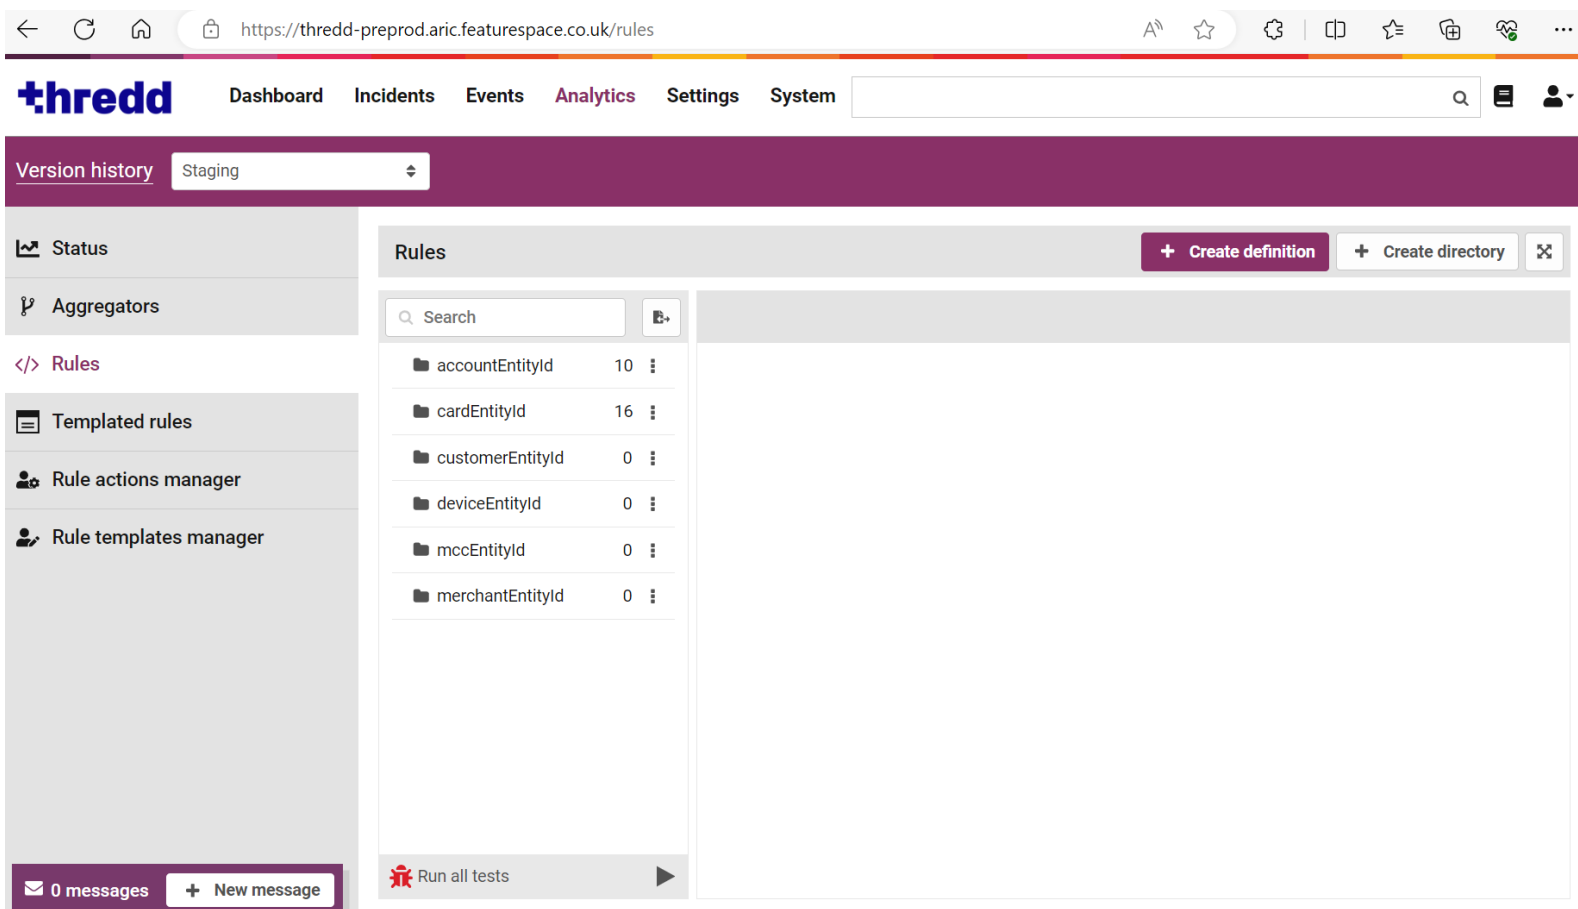 https://thredd-preprod.aric.featurespace.co.uk/rules
thredd Dashboard Incidents Events Analytics Settings System
Version history Staging
Status
Aggregators
Rules
Templated rules
Rule actions manager
Rule templates manager
0 messages + New message
Rules + Create definition + Create directory
Search
accountEntityId 10
cardEntityId 16
customerEntityId 0
deviceEntityId 0
mccEntityId 0
merchantEntityId 0
Run all tests